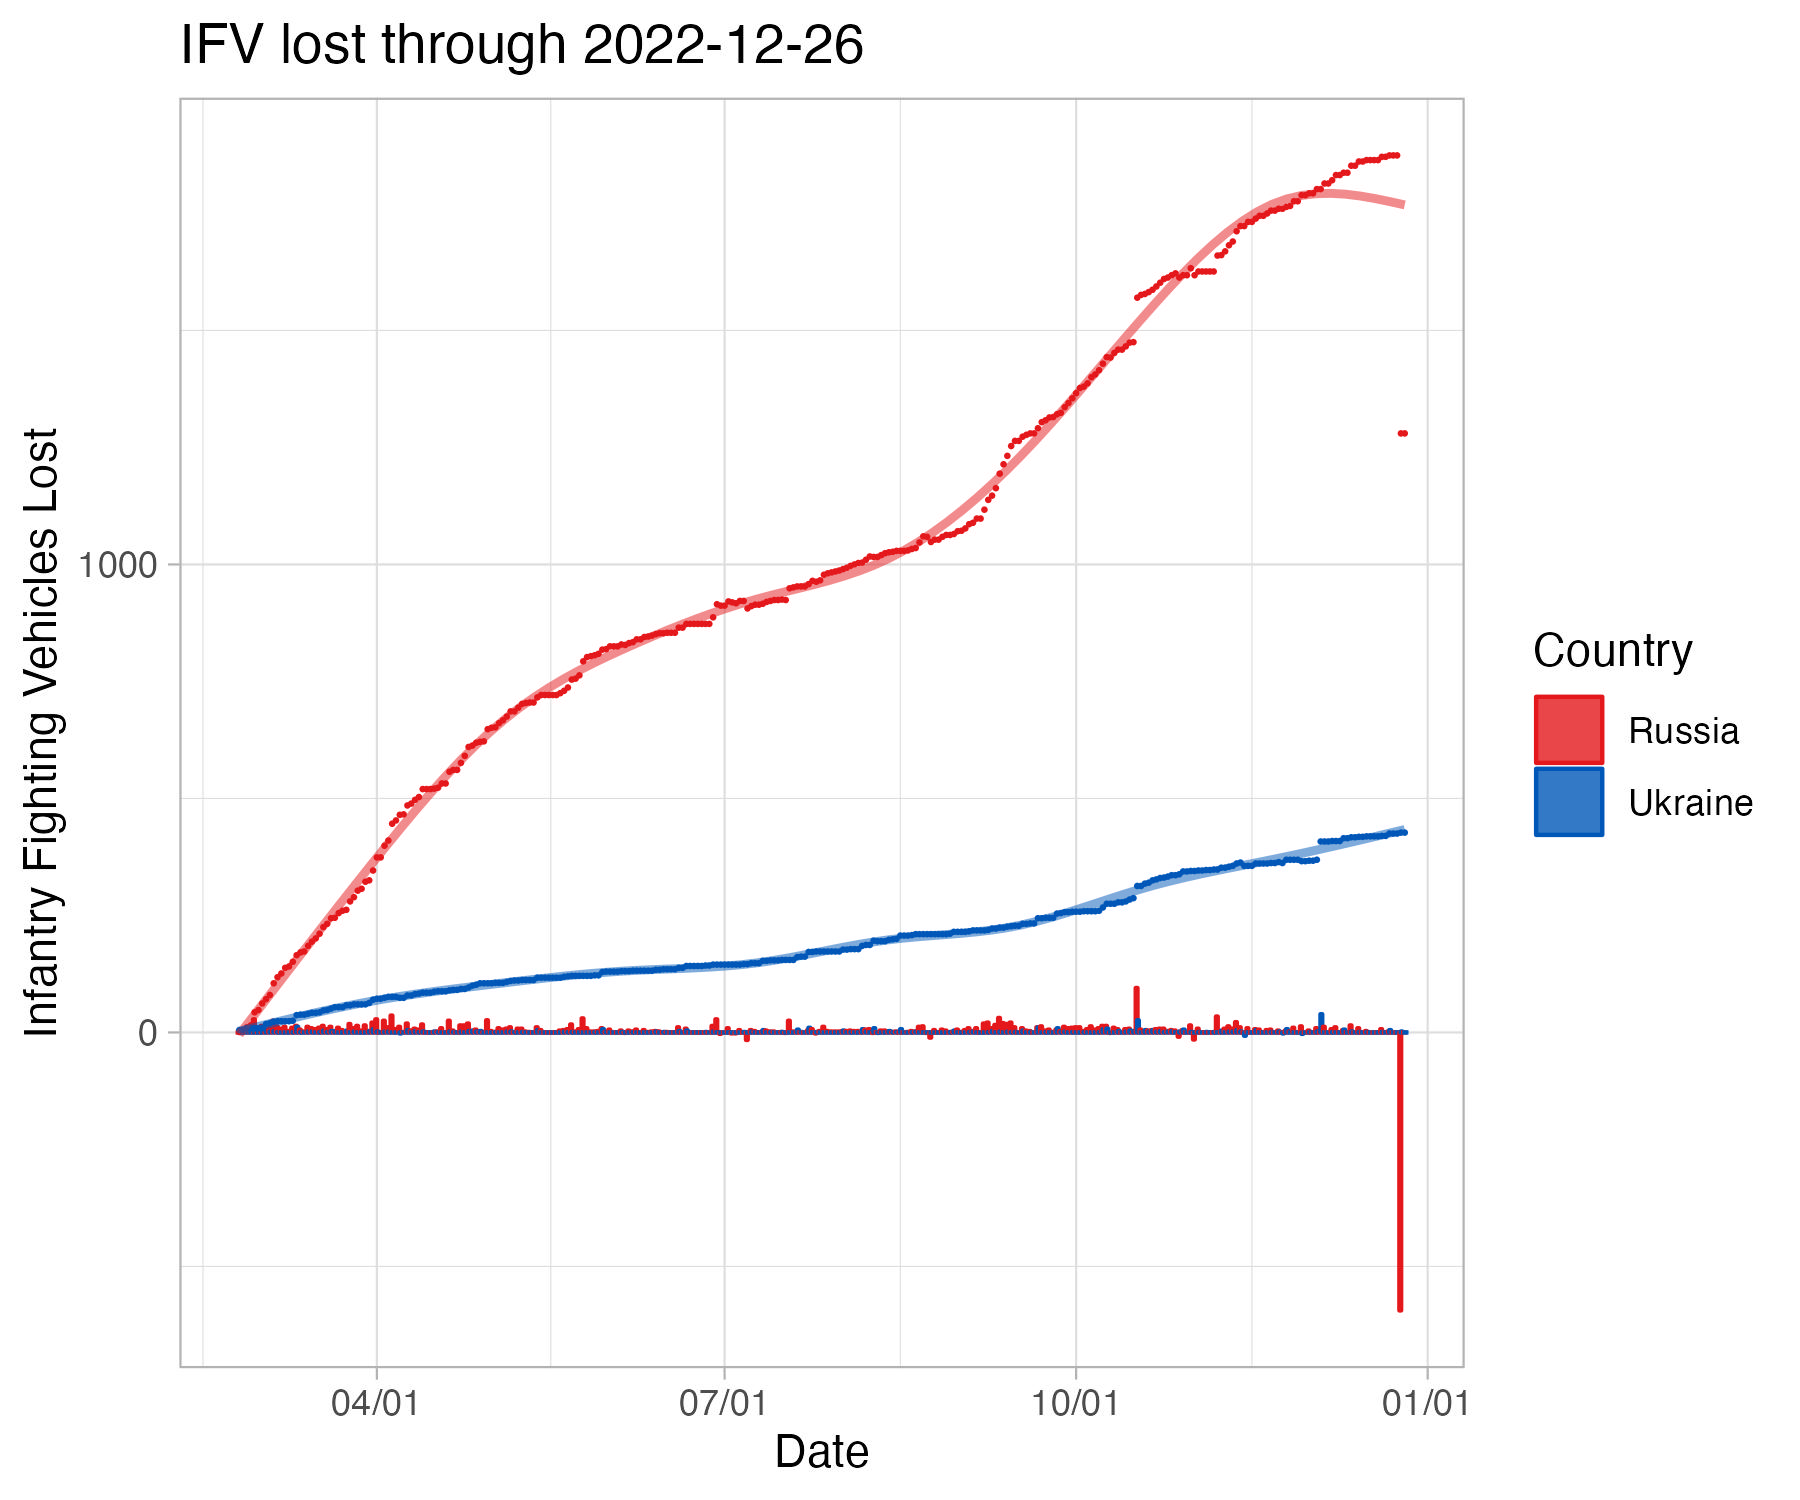 IFV lost through 2022-12-26
Infantry Fighting Vehicles Lost
1000
0
04/01
07/01
10/01
01/01
Date
Country
Russia
Ukraine